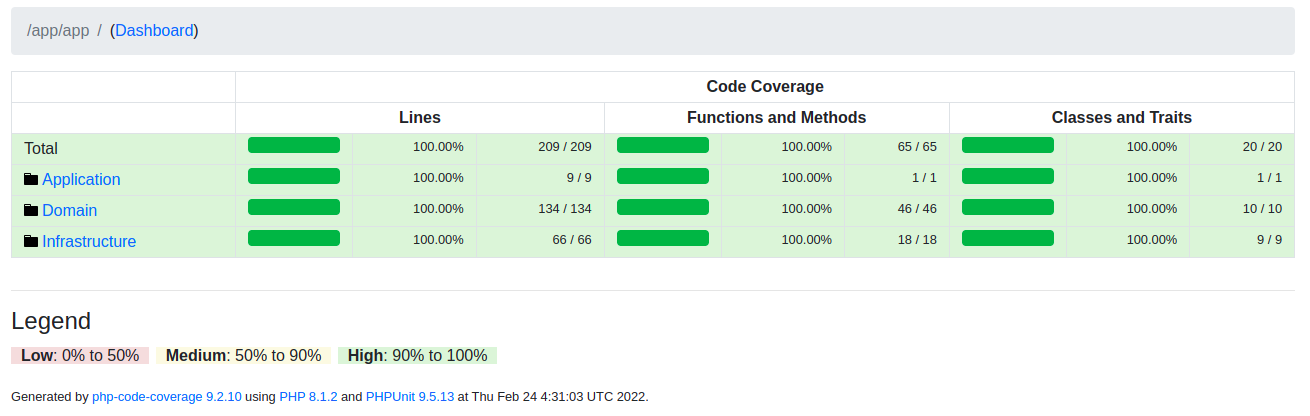 /app/app / (Dashboard)
Code Coverage
Lines Functions and Methods Classes and Traits
Total 100.00% 209 / 209 100.00% 65 / 65 100.00% 20 / 20
Application 100.00% 9 / 9 100.00% 1 / 1 100.00% 1 / 1
Domain 100.00% 134 / 134 100.00% 46 / 46 100.00% 10 / 10
Infrastructure 100.00% 66 / 66 100.00% 18 / 18 100.00% 9 / 9
Legend
Low: 0% to 50% Medium: 50% to 90% High: 90% to 100%
Generated by php-code-coverage 9.2.10 using PHP 8.1.2 and PHPUnit 9.5.13 at Thu Feb 24 4:31:03 UTC 2022.